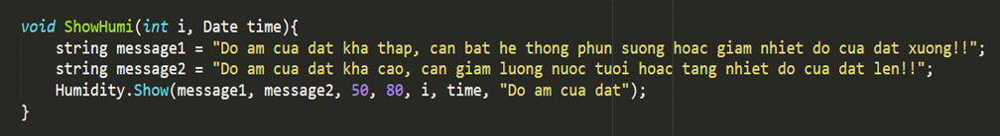 void ShowHumi(int i, Date time){
    string message1 = "Do am cua dat kha thap, can bat he thong phun suong hoac giam nhiet do cua dat xuong!!";
    string message2 = "Do am cua dat kha cao, can giam luong nuoc tuoi hoac tang nhiet do cua dat len!!";
    Humidity.Show(message1, message2, 50, 80, i, time, "Do am cua dat");
}